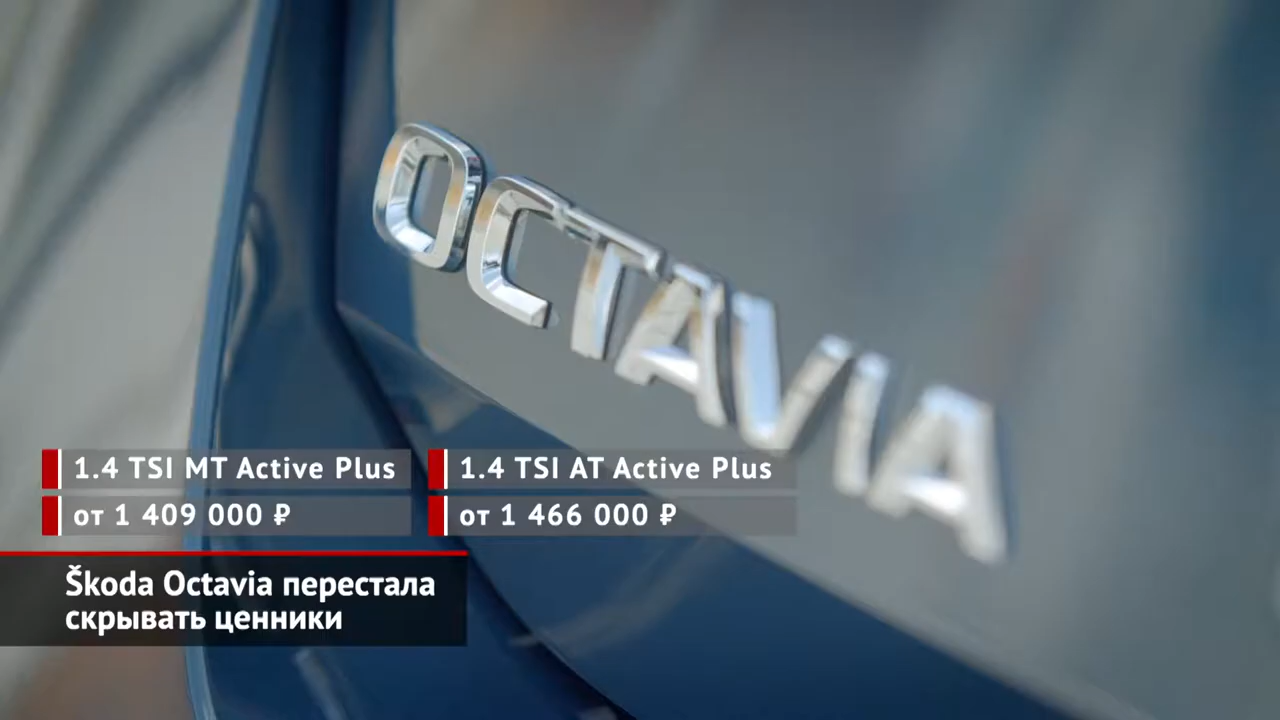 OCTAVIA
1.4 TSI MT Active Plus
от 1 409 000 ₽
1.4 TSI AT Active Plus
от 1 466 000 ₽
Škoda Octavia перестала
скрывать ценники